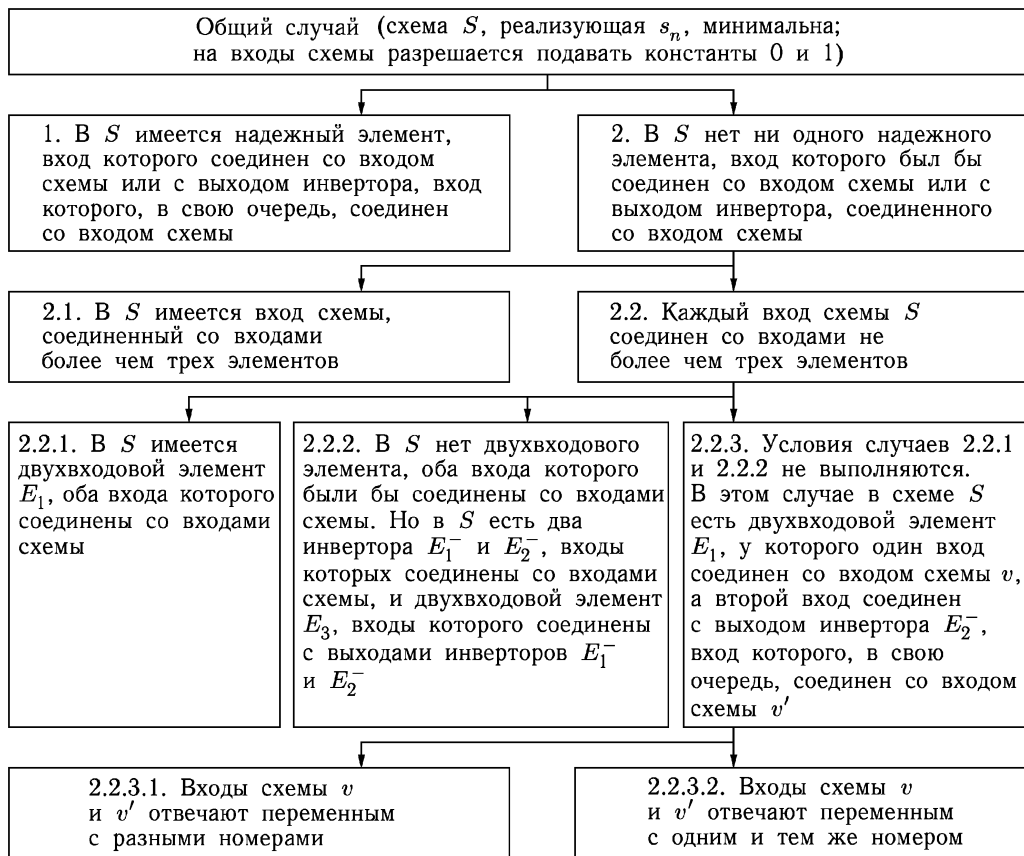 Общий случай (схема S, реализующая sₙ, минимальна;
на входы схемы разрешается подавать константы 0 и 1)
1. В S имеется надежный элемент,
вход которого соединен со входом
схемы или с выходом инвертора, вход
которого, в свою очередь, соединен
со входом схемы
2. В S нет ни одного надежного
элемента, вход которого был бы
соединен со входом схемы или с
выходом инвертора, соединенного
со входом схемы
2.1. В S имеется вход схемы,
соединенный со входами
более чем трех элементов
2.2. Каждый вход схемы S
соединен со входами не
более чем трех элементов
2.2.1. В S имеется
двухвходовой элемент
E₁, оба входа которого
соединены со входами
схемы
2.2.2. В S нет двухвходового
элемента, оба входа которого
были бы соединены со входами
схемы. Но в S есть два
инвертора E₁⁻ и E₂⁻, входы
которых соединены со входами
схемы, и двухвходовой элемент
E₃, входы которого соединены
с выходами инверторов E₁⁻
и E₂⁻
2.2.3. Условия случаев 2.2.1
и 2.2.2 не выполняются.
В этом случае в схеме S
есть двухвходовой элемент
E₁, у которого один вход
соединен со входом схемы v,
а второй вход соединен
с выходом инвертора E₂⁻,
вход которого, в свою
очередь, соединен со входом
схемы v′
2.2.3.1. Входы схемы v
и v′ отвечают переменным
с разными номерами
2.2.3.2. Входы схемы v
и v′ отвечают переменным
с одним и тем же номером